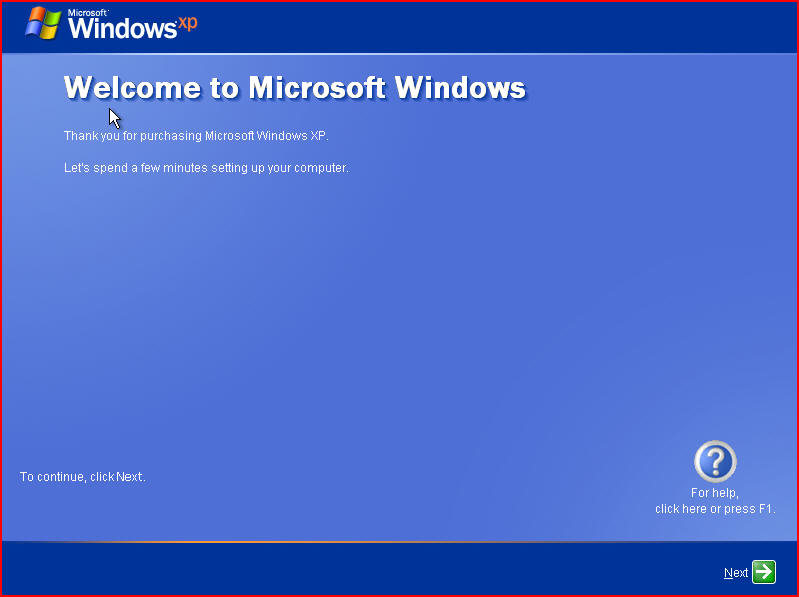 Microsoft
Windows xp
Welcome to Microsoft Windows
Thank you for purchasing Microsoft Windows XP.
Let's spend a few minutes setting up your computer.
To continue, click Next.
?
For help,
click here or press F1.
Next